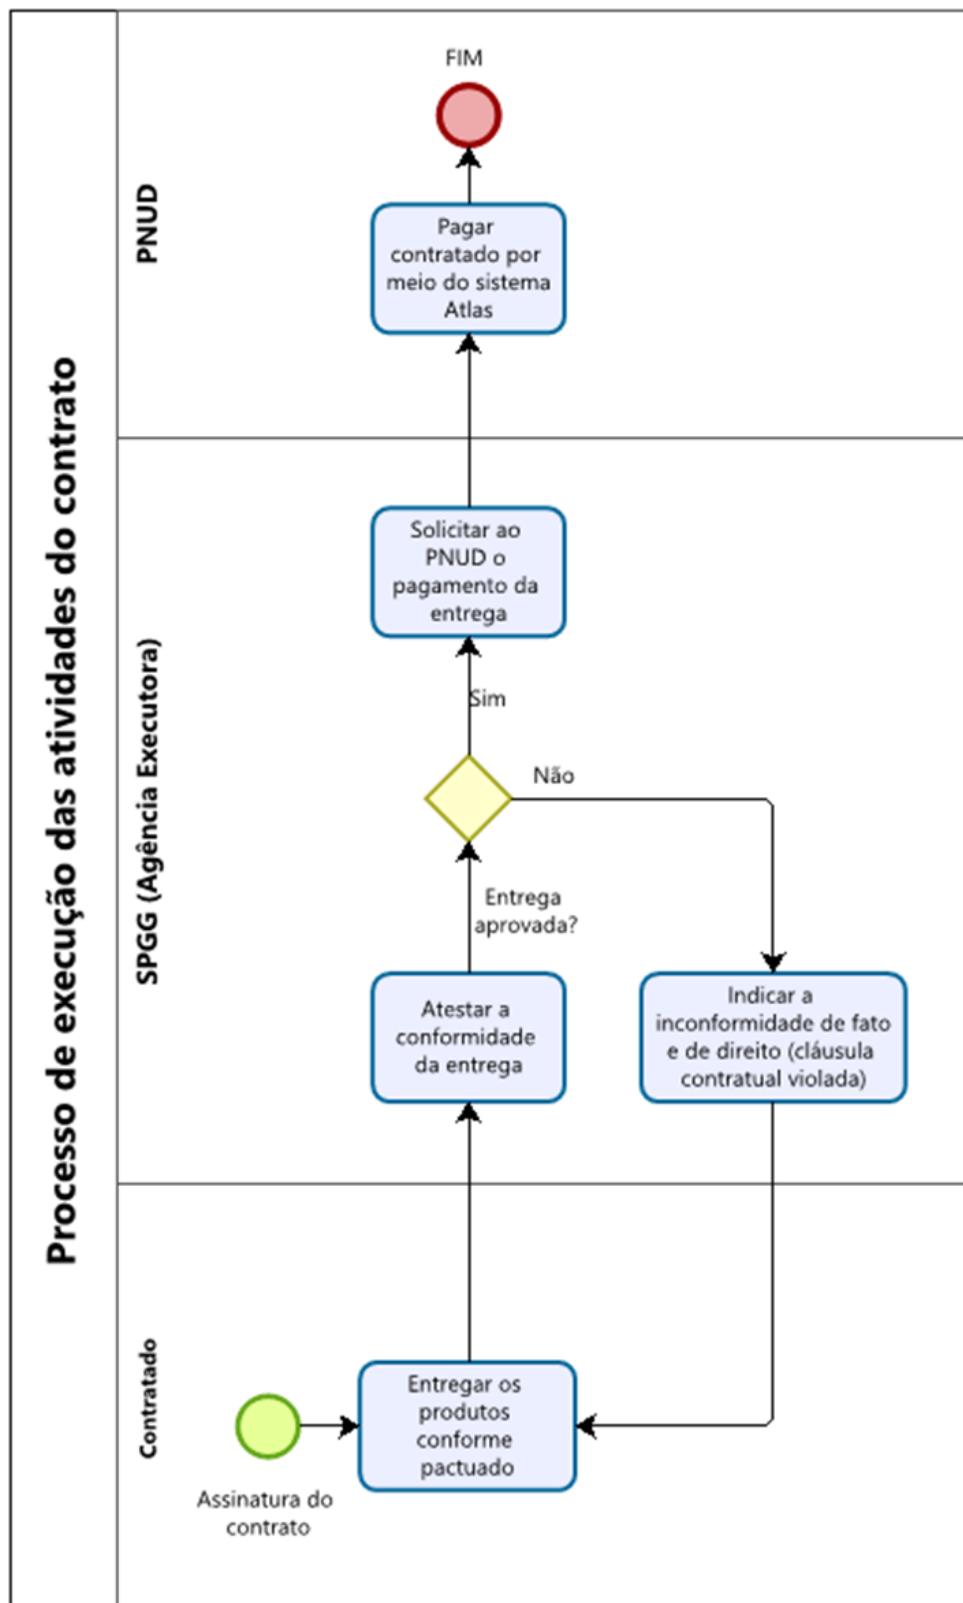 Processo de execução das atividades do contrato
PNUD
FIM
Pagar
contratado por
meio do sistema
Atlas
SPGG (Agência Executora)
Solicitar ao
PNUD o
pagamento da
entrega
Sim
Não
Entrega
aprovada?
Atestar a
conformidade
da entrega
Indicar a
inconformidade de fato
e de direito (cláusula
contratual violada)
Contratado
Entregar os
produtos
conforme
pactuado
Assinatura do
contrato